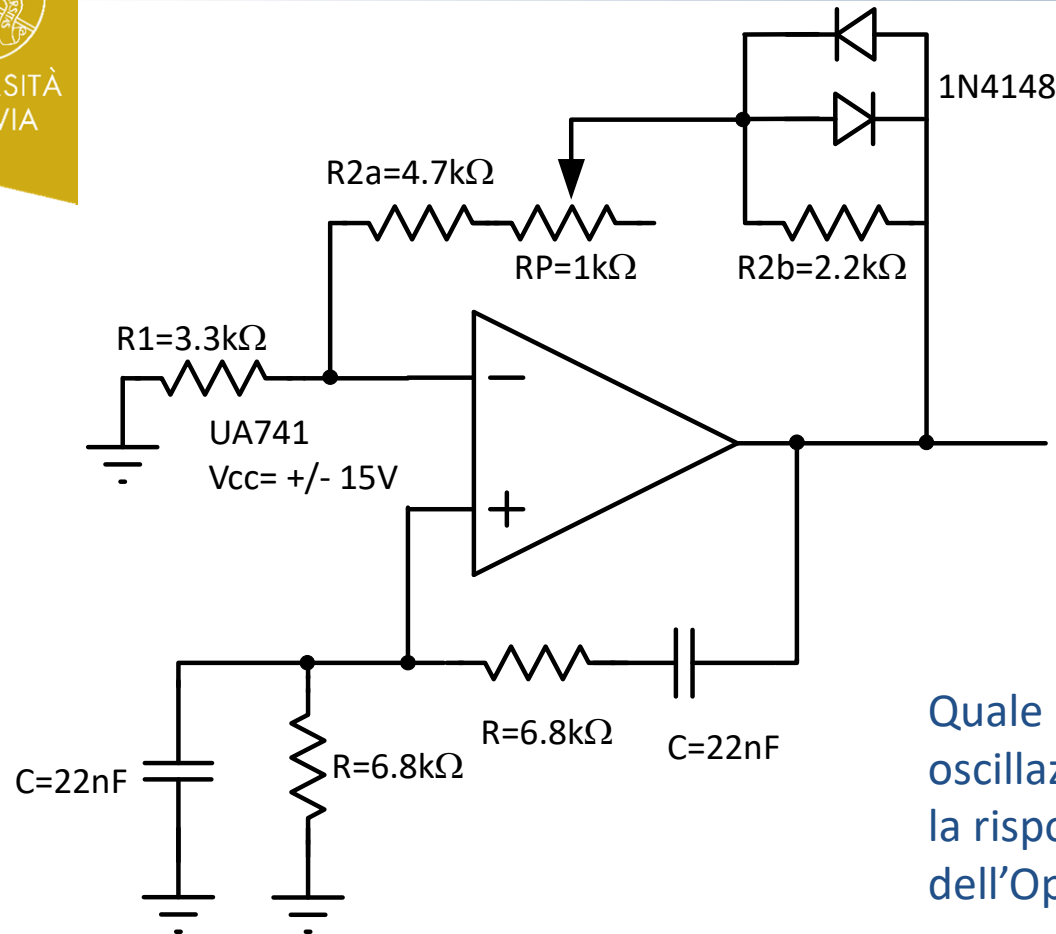 RSITÀ
VIA
1N4148
R2a=4.7kΩ
RP=1kΩ
R2b=2.2kΩ
R1=3.3kΩ
UA741
Vcc= +/- 15V
R=6.8kΩ
C=22nF
R=6.8kΩ
C=22nF
Quale
oscillaz
la rispo
dell'Op